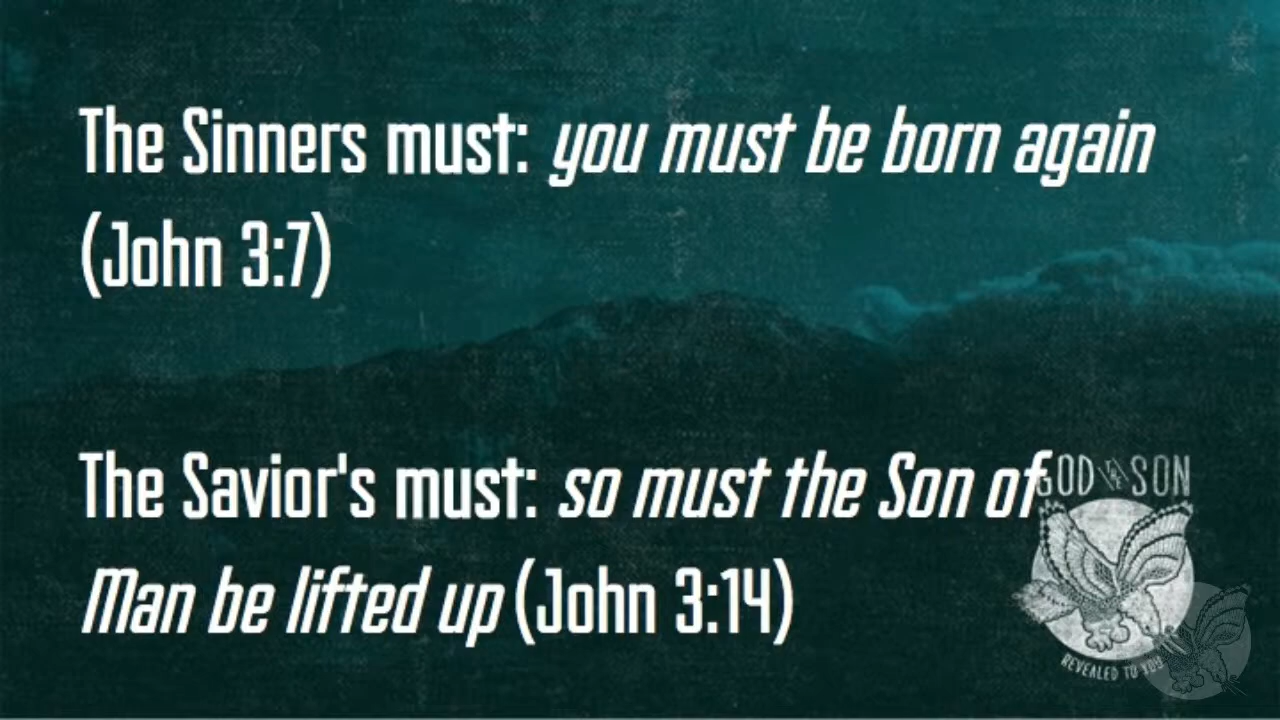 The Sinners must: you must be born again
(John 3:7)
The Savior's must: so must the Son of
Man be lifted up (John 3:14)
GOD THE SON
REVEALED TO YOU